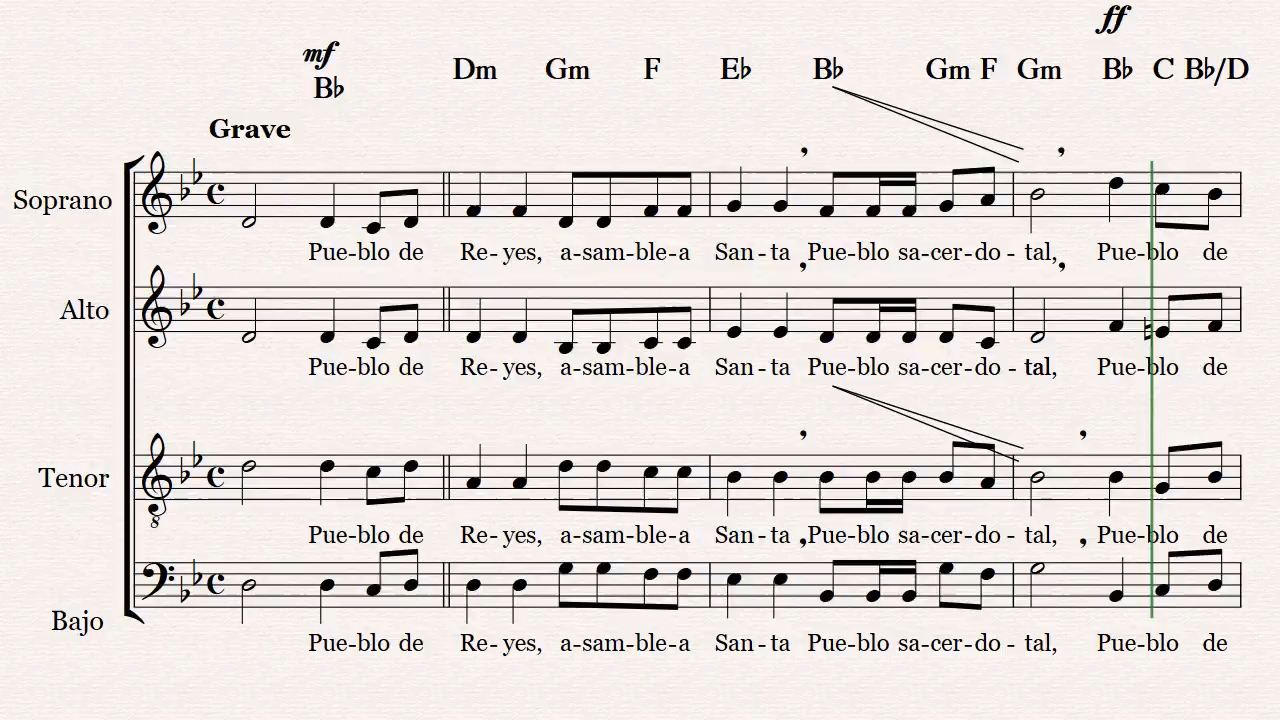 ff
mf
B♭ Dm Gm F E♭ B♭ Gm F Gm B♭ C B♭/D
Grave
Soprano
Pue-blo de Re-yes, a-sam-ble-a San-ta Pue-blo sa-cer-do-tal, Pue-blo de
Alto
Pue-blo de Re-yes, a-sam-ble-a San-ta Pue-blo sa-cer-do-tal, Pue-blo de
Tenor
8
Pue-blo de Re-yes, a-sam-ble-a San-ta Pue-blo sa-cer-do-tal, Pue-blo de
Bajo
Pue-blo de Re-yes, a-sam-ble-a San-ta Pue-blo sa-cer-do-tal, Pue-blo de